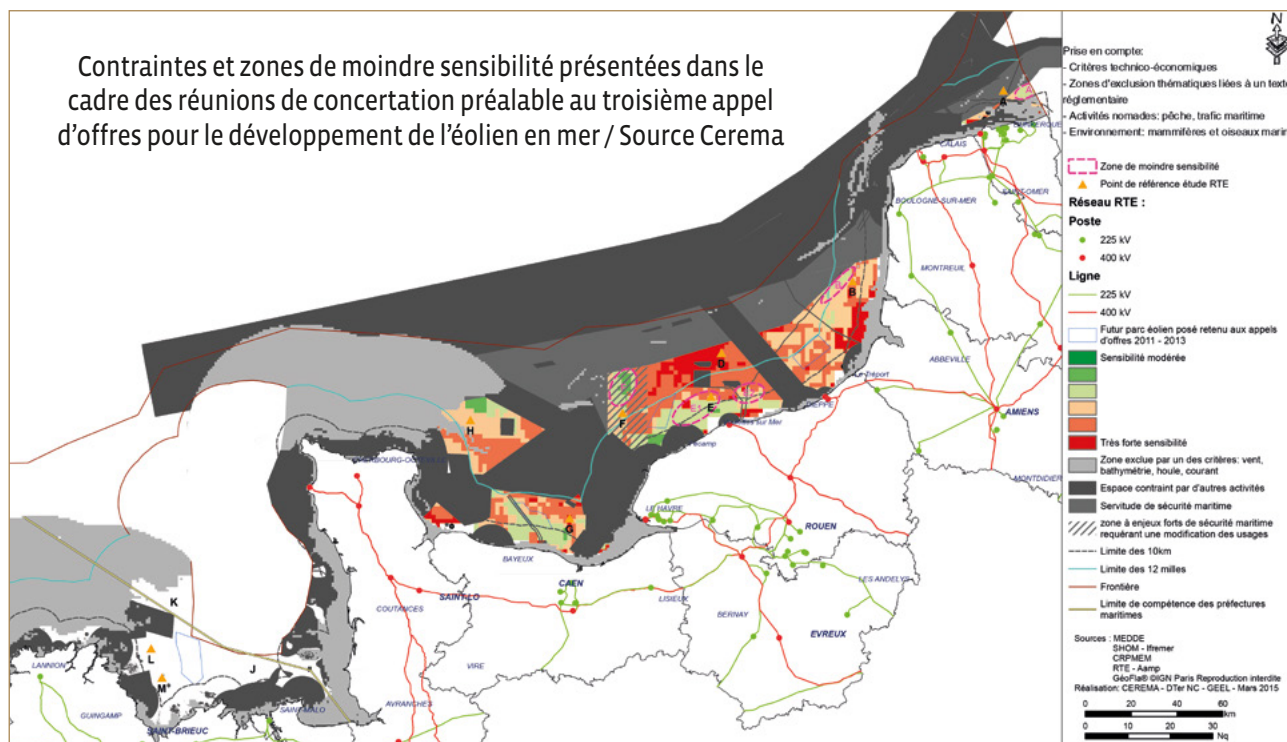 Contraintes et zones de moindre sensibilité présentées dans le
cadre des réunions de concertation préalable au troisième appel
d’offres pour le développement de l’éolien en mer / Source Cerema
N
Prise en compte:
- Critères technico-économiques
- Zones d'exclusion thématiques liées à un texte
réglementaire
- Activités nomades: pêche, trafic maritime
- Environnement: mammifères et oiseaux marin
Zone de moindre sensibilité
Point de référence étude RTE
Réseau RTE :
Poste
225 kV
400 kV
Ligne
225 kV
400 kV
Futur parc éolien posé retenu aux appels
d'offres 2011 - 2013
Sensibilité modérée
Très forte sensibilité
Zone exclue par un des critères: vent,
bathymétrie, houle, courant
Espace contraint par d'autres activités
Servitude de sécurité maritime
zone à enjeux forts de sécurité maritime
requérant une modification des usages
Limite des 10km
Limite des 12 milles
Frontière
Limite de compétence des préfectures
maritimes
Sources : MEDDE
SHOM - Ifremer
CRPMEM
RTE - Aamp
GéoFla® ©IGN Paris Reproduction interdite
Réalisation: CEREMA - DTer NC - GEEL - Mars 2015
0 20 40 60
km
0 10 20 30
Nq
A
CALAIS
SAINT-OMER
BOULOGNE-SUR-MER
MONTREUIL
B
ABBEVILLE
D
Le Tréport
E
DIEPPE
AMIENS
F
sur Mer
H
MONTDIDIER
LE HAVRE
ROUEN
G
BAYEUX
CAEN
LISIEUX
LES ANDELYS
K
COUTANCES
SAINT-LO
BERNAY
EVREUX
L
J
LANNION
M*
VIRE
GUINGAMP
SAINT-MALO
AVRANCHES
SAINT-BRIEUC